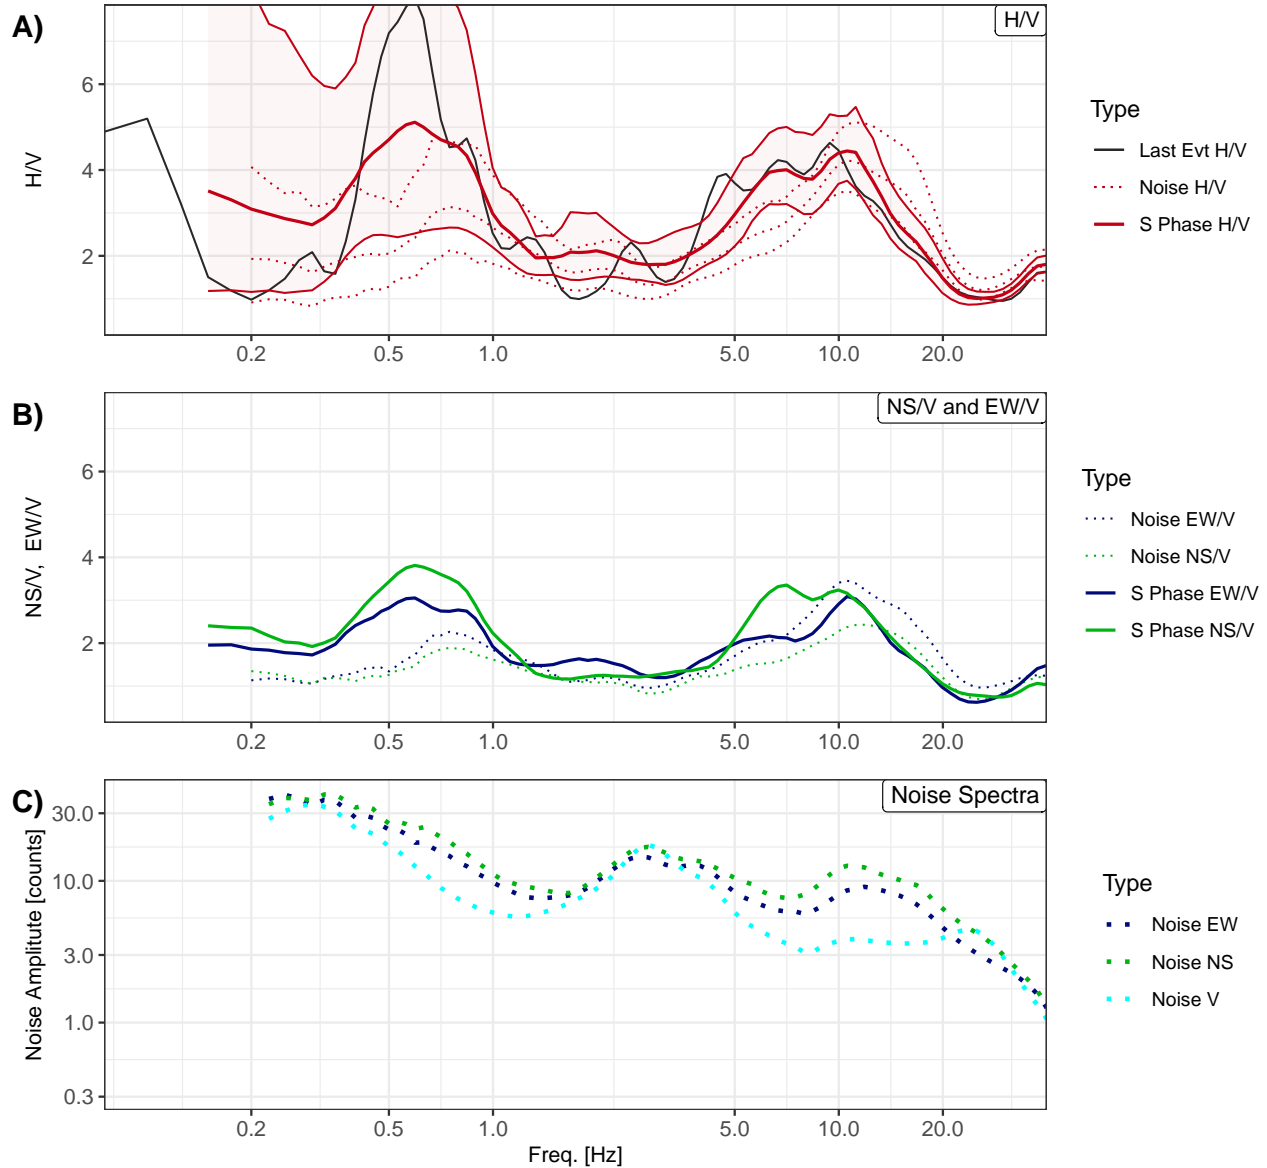 A)
H/V
6
4
2
H/V
0.2 0.5 1.0 5.0 10.0 20.0
Type
Last Evt H/V
Noise H/V
S Phase H/V
B)
NS/V and EW/V
6
4
2
NS/V, EW/V
0.2 0.5 1.0 5.0 10.0 20.0
Type
Noise EW/V
Noise NS/V
S Phase EW/V
S Phase NS/V
C)
Noise Spectra
30.0
10.0
3.0
1.0
0.3
Noise Amplitute [counts]
0.2 0.5 1.0 5.0 10.0 20.0
Freq. [Hz]
Type
Noise EW
Noise NS
Noise V